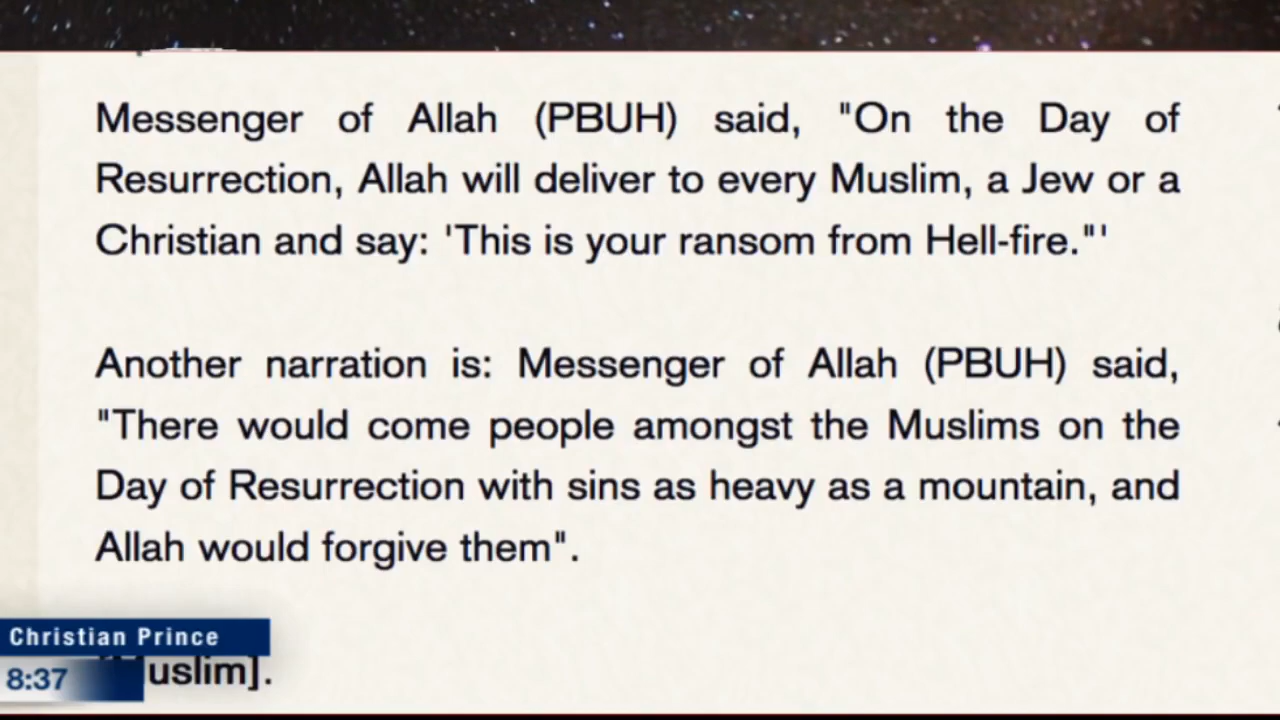 Messenger of Allah (PBUH) said, "On the Day of
Resurrection, Allah will deliver to every Muslim, a Jew or a
Christian and say: 'This is your ransom from Hell-fire."'
Another narration is: Messenger of Allah (PBUH) said,
"There would come people amongst the Muslims on the
Day of Resurrection with sins as heavy as a mountain, and
Allah would forgive them".
Christian Prince
8:37
uslim].